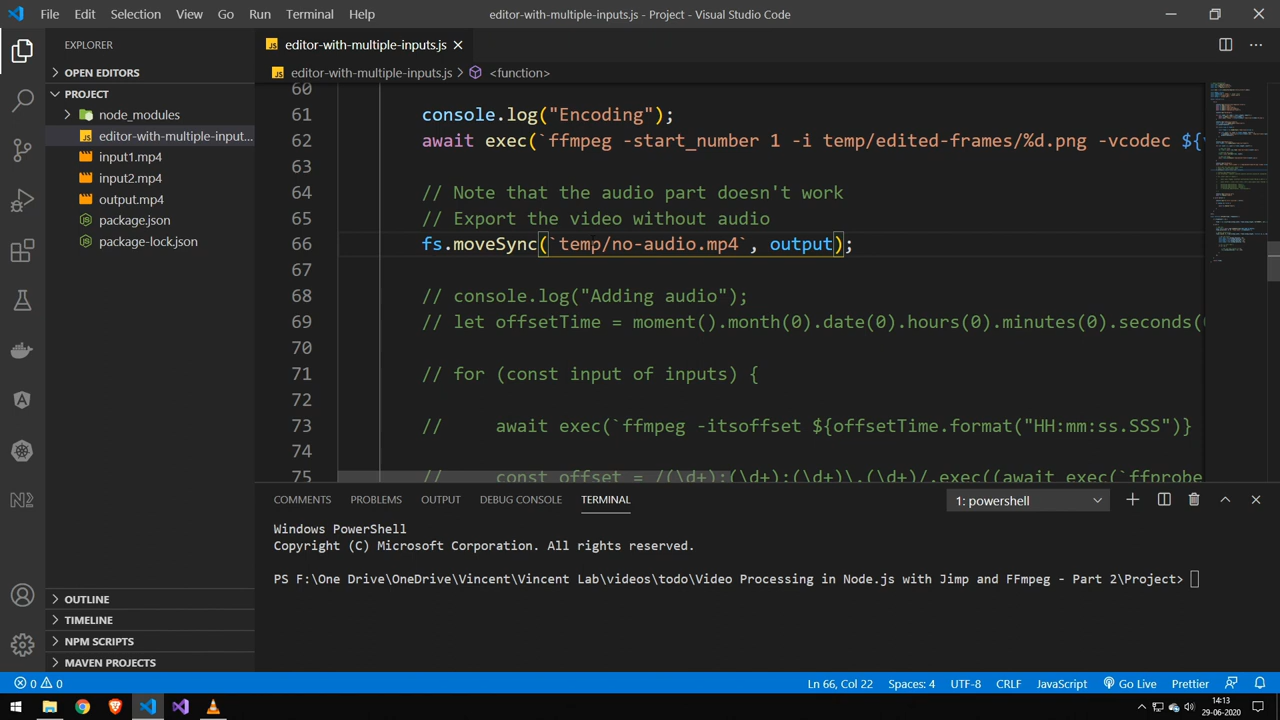 File Edit Selection View Go Run Terminal Help editor-with-multiple-inputs.js - Project - Visual Studio Code
EXPLORER
OPEN EDITORS
PROJECT
node_modules
editor-with-multiple-input...
input1.mp4
input2.mp4
output.mp4
package.json
package-lock.json
OUTLINE
TIMELINE
NPM SCRIPTS
MAVEN PROJECTS
editor-with-multiple-inputs.js
editor-with-multiple-inputs.js > <function>
60
61 console.log("Encoding");
62 await exec(`ffmpeg -start_number 1 -i temp/edited-frames/%d.png -vcodec ${
63
64 // Note that the audio part doesn't work
65 // Export the video without audio
66 fs.moveSync(`temp/no-audio.mp4`, output);
67
68 // console.log("Adding audio");
69 // let offsetTime = moment().month(0).date(0).hours(0).minutes(0).seconds(
70
71 // for (const input of inputs) {
72
73 // await exec(`ffmpeg -itsoffset ${offsetTime.format("HH:mm:ss.SSS")}
74
75 // const offset = /(\d+):(\d+):(\d+)\.(\d+)/.exec((await exec(`ffprobe
COMMENTS PROBLEMS OUTPUT DEBUG CONSOLE TERMINAL 1: powershell
Windows PowerShell
Copyright (C) Microsoft Corporation. All rights reserved.
PS F:\One Drive\OneDrive\Vincent\Vincent Lab\videos\todo\Video Processing in Node.js with Jimp and FFmpeg - Part 2\Project>
0 0 Ln 66, Col 22 Spaces: 4 UTF-8 CRLF JavaScript Go Live Prettier
14:13
29-06-2020